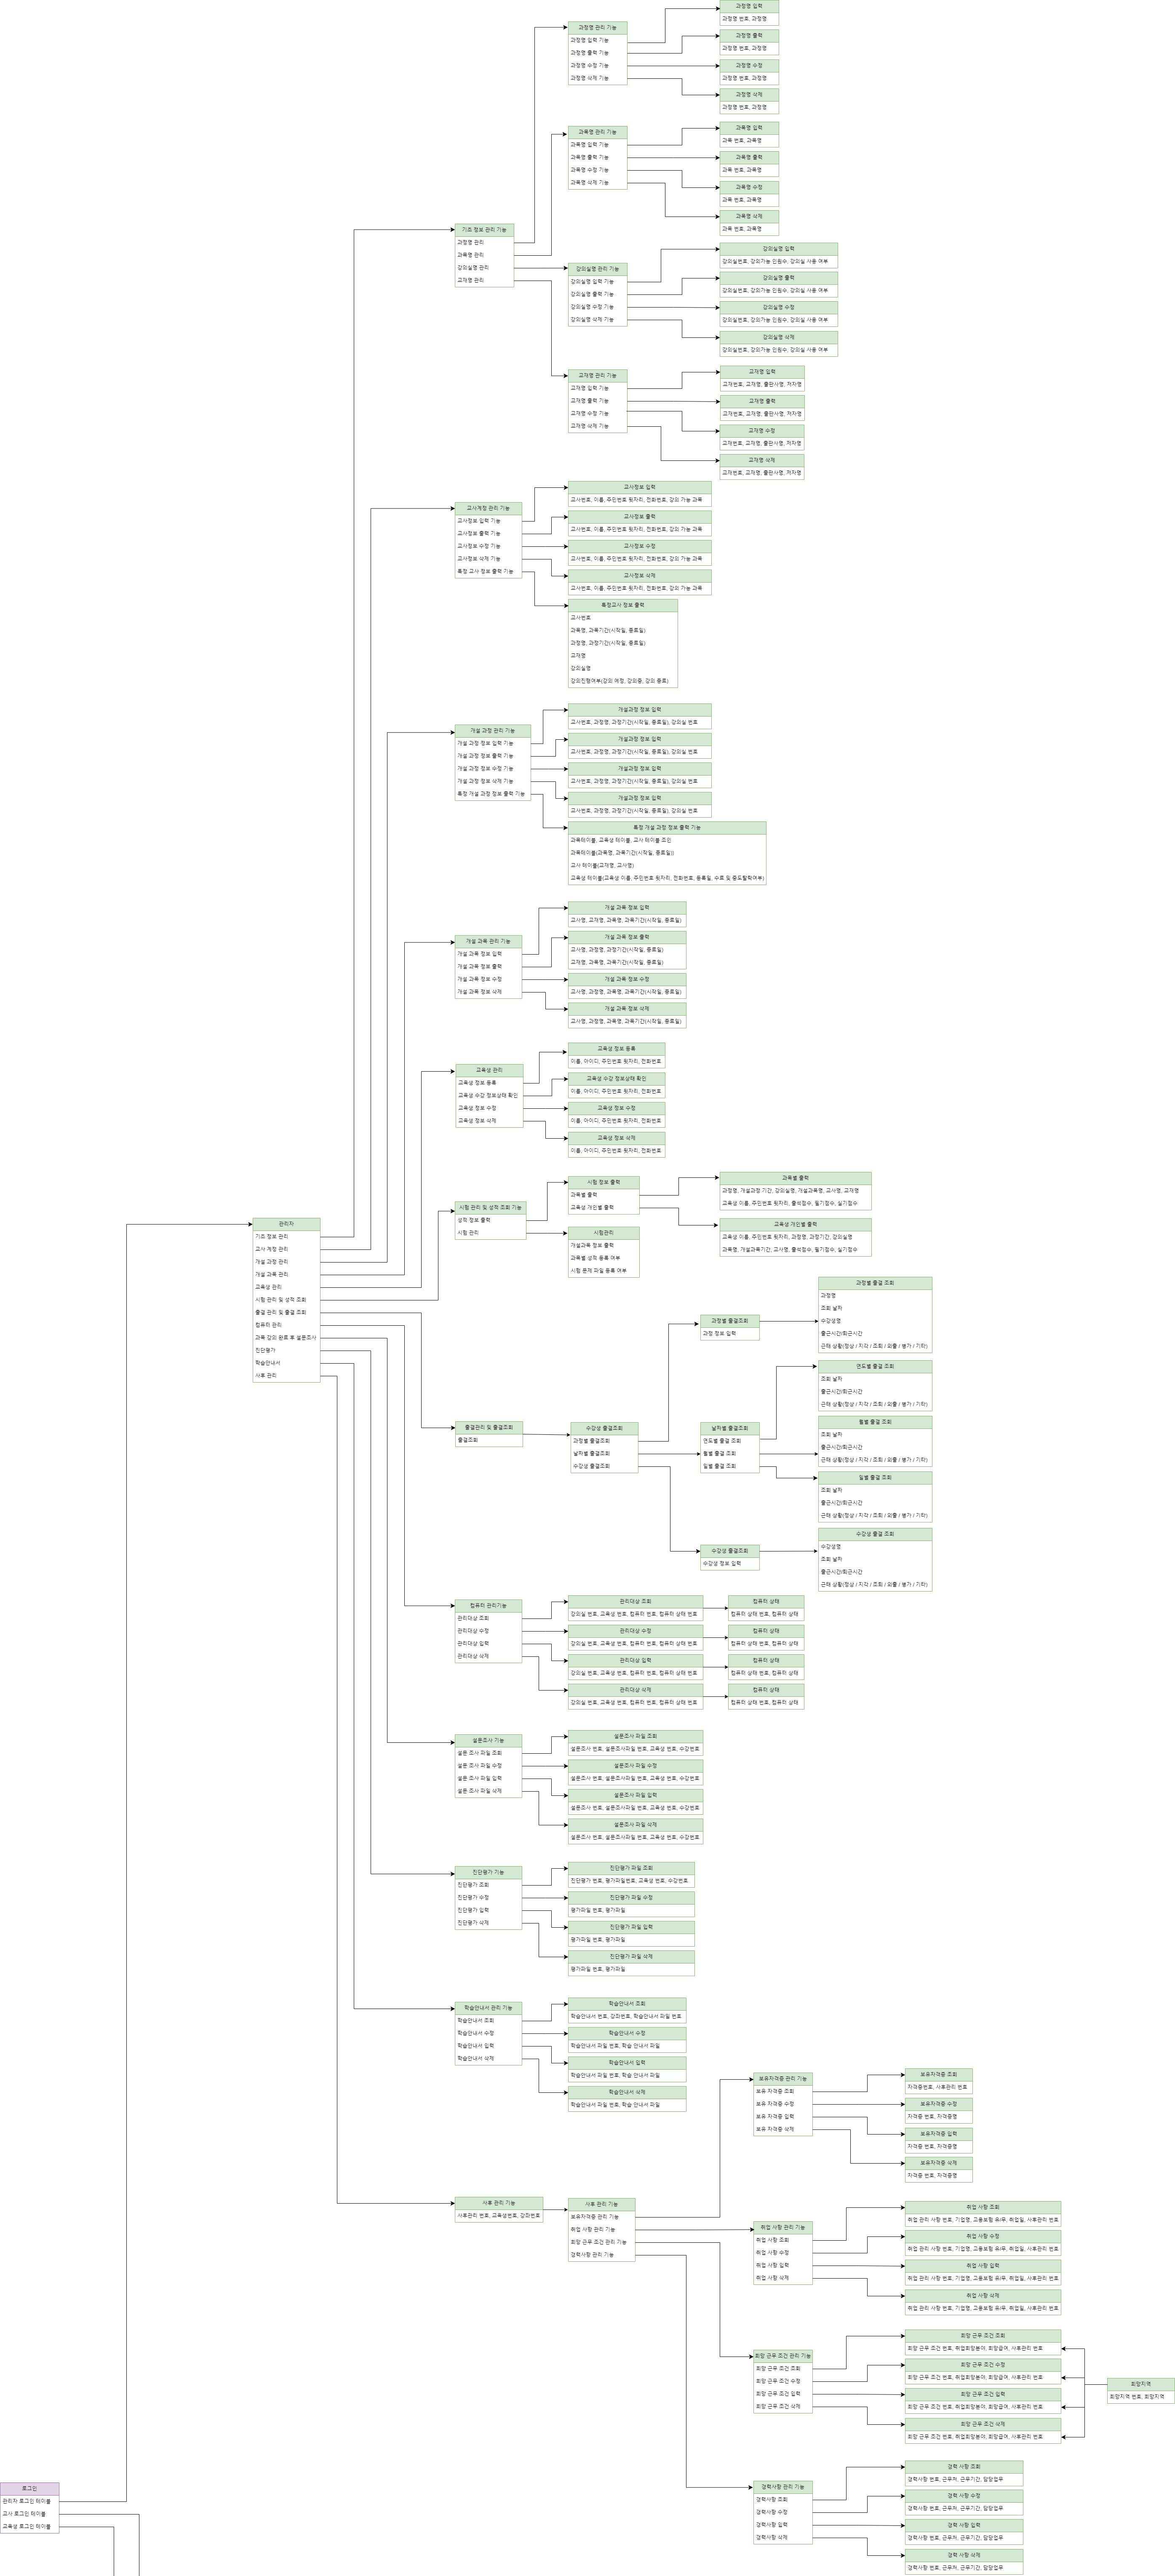 과정명 입력
과정명 번호, 과정명
과정명 출력
과정명 번호, 과정명
과정명 수정
과정명 번호, 과정명
과정명 삭제
과정명 번호, 과정명
과정명 관리 기능
과정명 입력 기능
과정명 출력 기능
과정명 수정 기능
과정명 삭제 기능
과목명 관리 기능
과목명 입력 기능
과목명 출력 기능
과목명 수정 기능
과목명 삭제 기능
과목명 입력
과목 번호, 과목명
과목명 출력
과목 번호, 과목명
과목명 수정
과목 번호, 과목명
과목명 삭제
과목 번호, 과목명
기초 정보 관리 기능
과정명 관리
과목명 관리
강의실명 관리
교재명 관리
강의실명 관리 기능
강의실명 입력 기능
강의실명 출력 기능
강의실명 수정 기능
강의실명 삭제 기능
강의실명 입력
강의실번호, 강의가능 인원수, 강의실 사용 여부
강의실명 출력
강의실번호, 강의가능 인원수, 강의실 사용 여부
강의실명 수정
강의실번호, 강의가능 인원수, 강의실 사용 여부
강의실명 삭제
강의실번호, 강의가능 인원수, 강의실 사용 여부
교재명 관리 기능
교재명 입력 기능
교재명 출력 기능
교재명 수정 기능
교재명 삭제 기능
교재명 입력
교재번호, 교재명, 출판사명, 저자명
교재명 출력
교재번호, 교재명, 출판사명, 저자명
교재명 수정
교재번호, 교재명, 출판사명, 저자명
교재명 삭제
교재번호, 교재명, 출판사명, 저자명
교사계정 관리 기능
교사정보 입력 기능
교사정보 출력 기능
교사정보 수정 기능
교사정보 삭제 기능
특정 교사 정보 출력 기능
교사정보 입력
교사번호, 이름, 주민번호 뒷자리, 전화번호, 강의 가능 과목
교사정보 출력
교사번호, 이름, 주민번호 뒷자리, 전화번호, 강의 가능 과목
교사정보 수정
교사번호, 이름, 주민번호 뒷자리, 전화번호, 강의 가능 과목
교사정보 삭제
교사번호, 이름, 주민번호 뒷자리, 전화번호, 강의 가능 과목
특정교사 정보 출력
교사번호
과목명, 과목기간(시작일, 종료일)
과정명, 과정기간(시작일, 종료일)
교재명
강의실명
강의진행여부(강의 예정, 강의중, 강의 종료)
개설 과정 관리 기능
개설 과정 정보 입력 기능
개설 과정 정보 출력 기능
개설 과정 정보 수정 기능
개설 과정 정보 삭제 기능
특정 개설 과정 정보 출력 기능
개설과정 정보 입력
교사번호, 과정명, 과정기간(시작일, 종료일), 강의실 번호
개설과정 정보 입력
교사번호, 과정명, 과정기간(시작일, 종료일), 강의실 번호
개설과정 정보 입력
교사번호, 과정명, 과정기간(시작일, 종료일), 강의실 번호
개설과정 정보 입력
교사번호, 과정명, 과정기간(시작일, 종료일), 강의실 번호
특정 개설 과정 정보 출력 기능
과목테이블, 교육생 테이블, 교사 테이블 조인
과목테이블(과목명, 과목기간(시작일, 종료일))
교사 테이블(교재명, 교사명)
교육생 테이블(교육생 이름, 주민번호 뒷자리, 전화번호, 등록일, 수료 및 중도탈락여부)
개설 과목 관리 기능
개설 과목 정보 입력
개설 과목 정보 출력
개설 과목 정보 수정
개설 과목 정보 삭제
개설 과목 정보 입력
교사명, 교재명, 과목명, 과목기간(시작일, 종료일)
개설 과목 정보 출력
교사명, 과정명, 과정기간(시작일, 종료일)
교재명, 과목명, 과목기간(시작일, 종료일)
개설 과목 정보 수정
교사명, 과정명, 과목명, 과목기간(시작일, 종료일)
개설 과목 정보 삭제
교사명, 과정명, 과목명, 과목기간(시작일, 종료일)
교육생 관리
교육생 정보 등록
교육생 수강 정보상태 확인
교육생 정보 수정
교육생 정보 삭제
교육생 정보 등록
이름, 아이디, 주민번호 뒷자리, 전화번호
교육생 수강 정보상태 확인
이름, 아이디, 주민번호 뒷자리, 전화번호
교육생 정보 수정
이름, 아이디, 주민번호 뒷자리, 전화번호
교육생 정보 삭제
이름, 아이디, 주민번호 뒷자리, 전화번호
시험 관리 및 성적 조회 기능
성적 정보 출력
시험 관리
시험 정보 출력
과목별 출력
교육생 개인별 출력
시험관리
개설과목 정보 출력
과목별 성적 등록 여부
시험 문제 파일 등록 여부
과목별 출력
과정명, 개설과정 기간, 강의실명, 개설과목명, 교사명, 교재명
교육생 이름, 주민번호 뒷자리, 출석점수, 필기점수, 실기점수
교육생 개인별 출력
교육생 이름, 주민번호 뒷자리, 과정명, 과정기간, 강의실명
과목명, 개설과목기간, 교사명, 출석점수, 필기점수, 실기점수
관리자
기초 정보 관리
교사 계정 관리
개설 과정 관리
개설 과목 관리
교육생 관리
시험 관리 및 성적 조회
출결 관리 및 출결 조회
컴퓨터 관리
과목 강의 완료 후 설문조사
진단평가
학습안내서
사후 관리
출결관리 및 출결조회
출결조회
수강생 출결조회
과정별 출결조회
날자별 출결조회
수강생 출결조회
과정별 출결조회
과정 정보 입력
날자별 출결조회
연도별 출결 조회
월별 출결 조회
일별 출결 조회
수강생 출결조회
수강생 정보 입력
과정별 출결 조회
과정명
조회 날자
수강생명
출근시간/퇴근시간
근태 상황(정상 / 지각 / 조퇴 / 외출 / 병가 / 기타)
연도별 출결 조회
조회 날자
출근시간/퇴근시간
근태 상황(정상 / 지각 / 조퇴 / 외출 / 병가 / 기타)
월별 출결 조회
조회 날자
출근시간/퇴근시간
근태 상황(정상 / 지각 / 조퇴 / 외출 / 병가 / 기타)
일별 출결 조회
조회 날자
출근시간/퇴근시간
근태 상황(정상 / 지각 / 조퇴 / 외출 / 병가 / 기타)
수강생 출결 조회
수강생명
조회 날자
출근시간/퇴근시간
근태 상황(정상 / 지각 / 조퇴 / 외출 / 병가 / 기타)
컴퓨터 관리기능
관리대상 조회
관리대상 수정
관리대상 입력
관리대상 삭제
관리대상 조회
강의실 번호, 교육생 번호, 컴퓨터 번호, 컴퓨터 상태 번호
관리대상 수정
강의실 번호, 교육생 번호, 컴퓨터 번호, 컴퓨터 상태 번호
관리대상 입력
강의실 번호, 교육생 번호, 컴퓨터 번호, 컴퓨터 상태 번호
관리대상 삭제
강의실 번호, 교육생 번호, 컴퓨터 번호, 컴퓨터 상태 번호
컴퓨터 상태
컴퓨터 상태 번호, 컴퓨터 상태
컴퓨터 상태
컴퓨터 상태 번호, 컴퓨터 상태
컴퓨터 상태
컴퓨터 상태 번호, 컴퓨터 상태
컴퓨터 상태
컴퓨터 상태 번호, 컴퓨터 상태
설문조사 기능
설문 조사 파일 조회
설문 조사 파일 수정
설문 조사 파일 입력
설문 조사 파일 삭제
설문조사 파일 조회
설문조사 번호, 설문조사파일 번호, 교육생 번호, 수강번호
설문조사 파일 수정
설문조사 번호, 설문조사파일 번호, 교육생 번호, 수강번호
설문조사 파일 입력
설문조사 번호, 설문조사파일 번호, 교육생 번호, 수강번호
설문조사 파일 삭제
설문조사 번호, 설문조사파일 번호, 교육생 번호, 수강번호
진단평가 기능
진단평가 조회
진단평가 수정
진단평가 입력
진단평가 삭제
진단평가 파일 조회
진단평가 번호, 평가파일번호, 교육생 번호, 수강번호
진단평가 파일 수정
평가파일 번호, 평가파일
진단평가 파일 입력
평가파일 번호, 평가파일
진단평가 파일 삭제
평가파일 번호, 평가파일
학습안내서 관리 기능
학습안내서 조회
학습안내서 수정
학습안내서 입력
학습안내서 삭제
학습안내서 조회
학습안내서 번호, 강좌번호, 학습안내서 파일 번호
학습안내서 수정
학습안내서 파일 번호, 학습 안내서 파일
학습안내서 입력
학습안내서 파일 번호, 학습 안내서 파일
학습안내서 삭제
학습안내서 파일 번호, 학습 안내서 파일
사후 관리 기능
사후관리 번호, 교육생번호, 강좌번호
사후 관리 기능
보유자격증 관리 기능
취업 사항 관리 기능
희망 근무 조건 관리 기능
경력사항 관리 기능
보유자격증 관리 기능
보유 자격증 조회
보유 자격증 수정
보유 자격증 입력
보유 자격증 삭제
보유자격증 조회
자격증번호, 사후관리 번호
보유자격증 수정
자격증 번호, 자격증명
보유자격증 입력
자격증 번호, 자격증명
보유자격증 삭제
자격증 번호, 자격증명
취업 사항 관리 기능
취업 사항 조회
취업 사항 수정
취업 사항 입력
취업 사항 삭제
취업 사항 조회
취업 관리 사항 번호, 기업명, 고용보험 유/무, 취업일, 사후관리 번호
취업 사항 수정
취업 관리 사항 번호, 기업명, 고용보험 유/무, 취업일, 사후관리 번호
취업 사항 입력
취업 관리 사항 번호, 기업명, 고용보험 유/무, 취업일, 사후관리 번호
취업 사항 삭제
취업 관리 사항 번호, 기업명, 고용보험 유/무, 취업일, 사후관리 번호
희망 근무 조건 관리 기능
희망 근무 조건 조회
희망 근무 조건 수정
희망 근무 조건 입력
희망 근무 조건 삭제
희망 근무 조건 조회
희망 근무 조건 번호, 취업희망분야, 희망급여, 사후관리 번호
희망 근무 조건 수정
희망 근무 조건 번호, 취업희망분야, 희망급여, 사후관리 번호
희망 근무 조건 입력
희망 근무 조건 번호, 취업희망분야, 희망급여, 사후관리 번호
희망 근무 조건 삭제
희망 근무 조건 번호, 취업희망분야, 희망급여, 사후관리 번호
희망지역
희망지역 번호, 희망지역
경력사항 관리 기능
경력사항 조회
경력사항 수정
경력사항 입력
경력사항 삭제
경력 사항 조회
경력사항 번호, 근무처, 근무기간, 담당업무
경력 사항 수정
경력사항 번호, 근무처, 근무기간, 담당업무
경력 사항 입력
경력사항 번호, 근무처, 근무기간, 담당업무
경력 사항 삭제
경력사항 번호, 근무처, 근무기간, 담당업무
로그인
관리자 로그인 테이블
교사 로그인 테이블
교육생 로그인 테이블